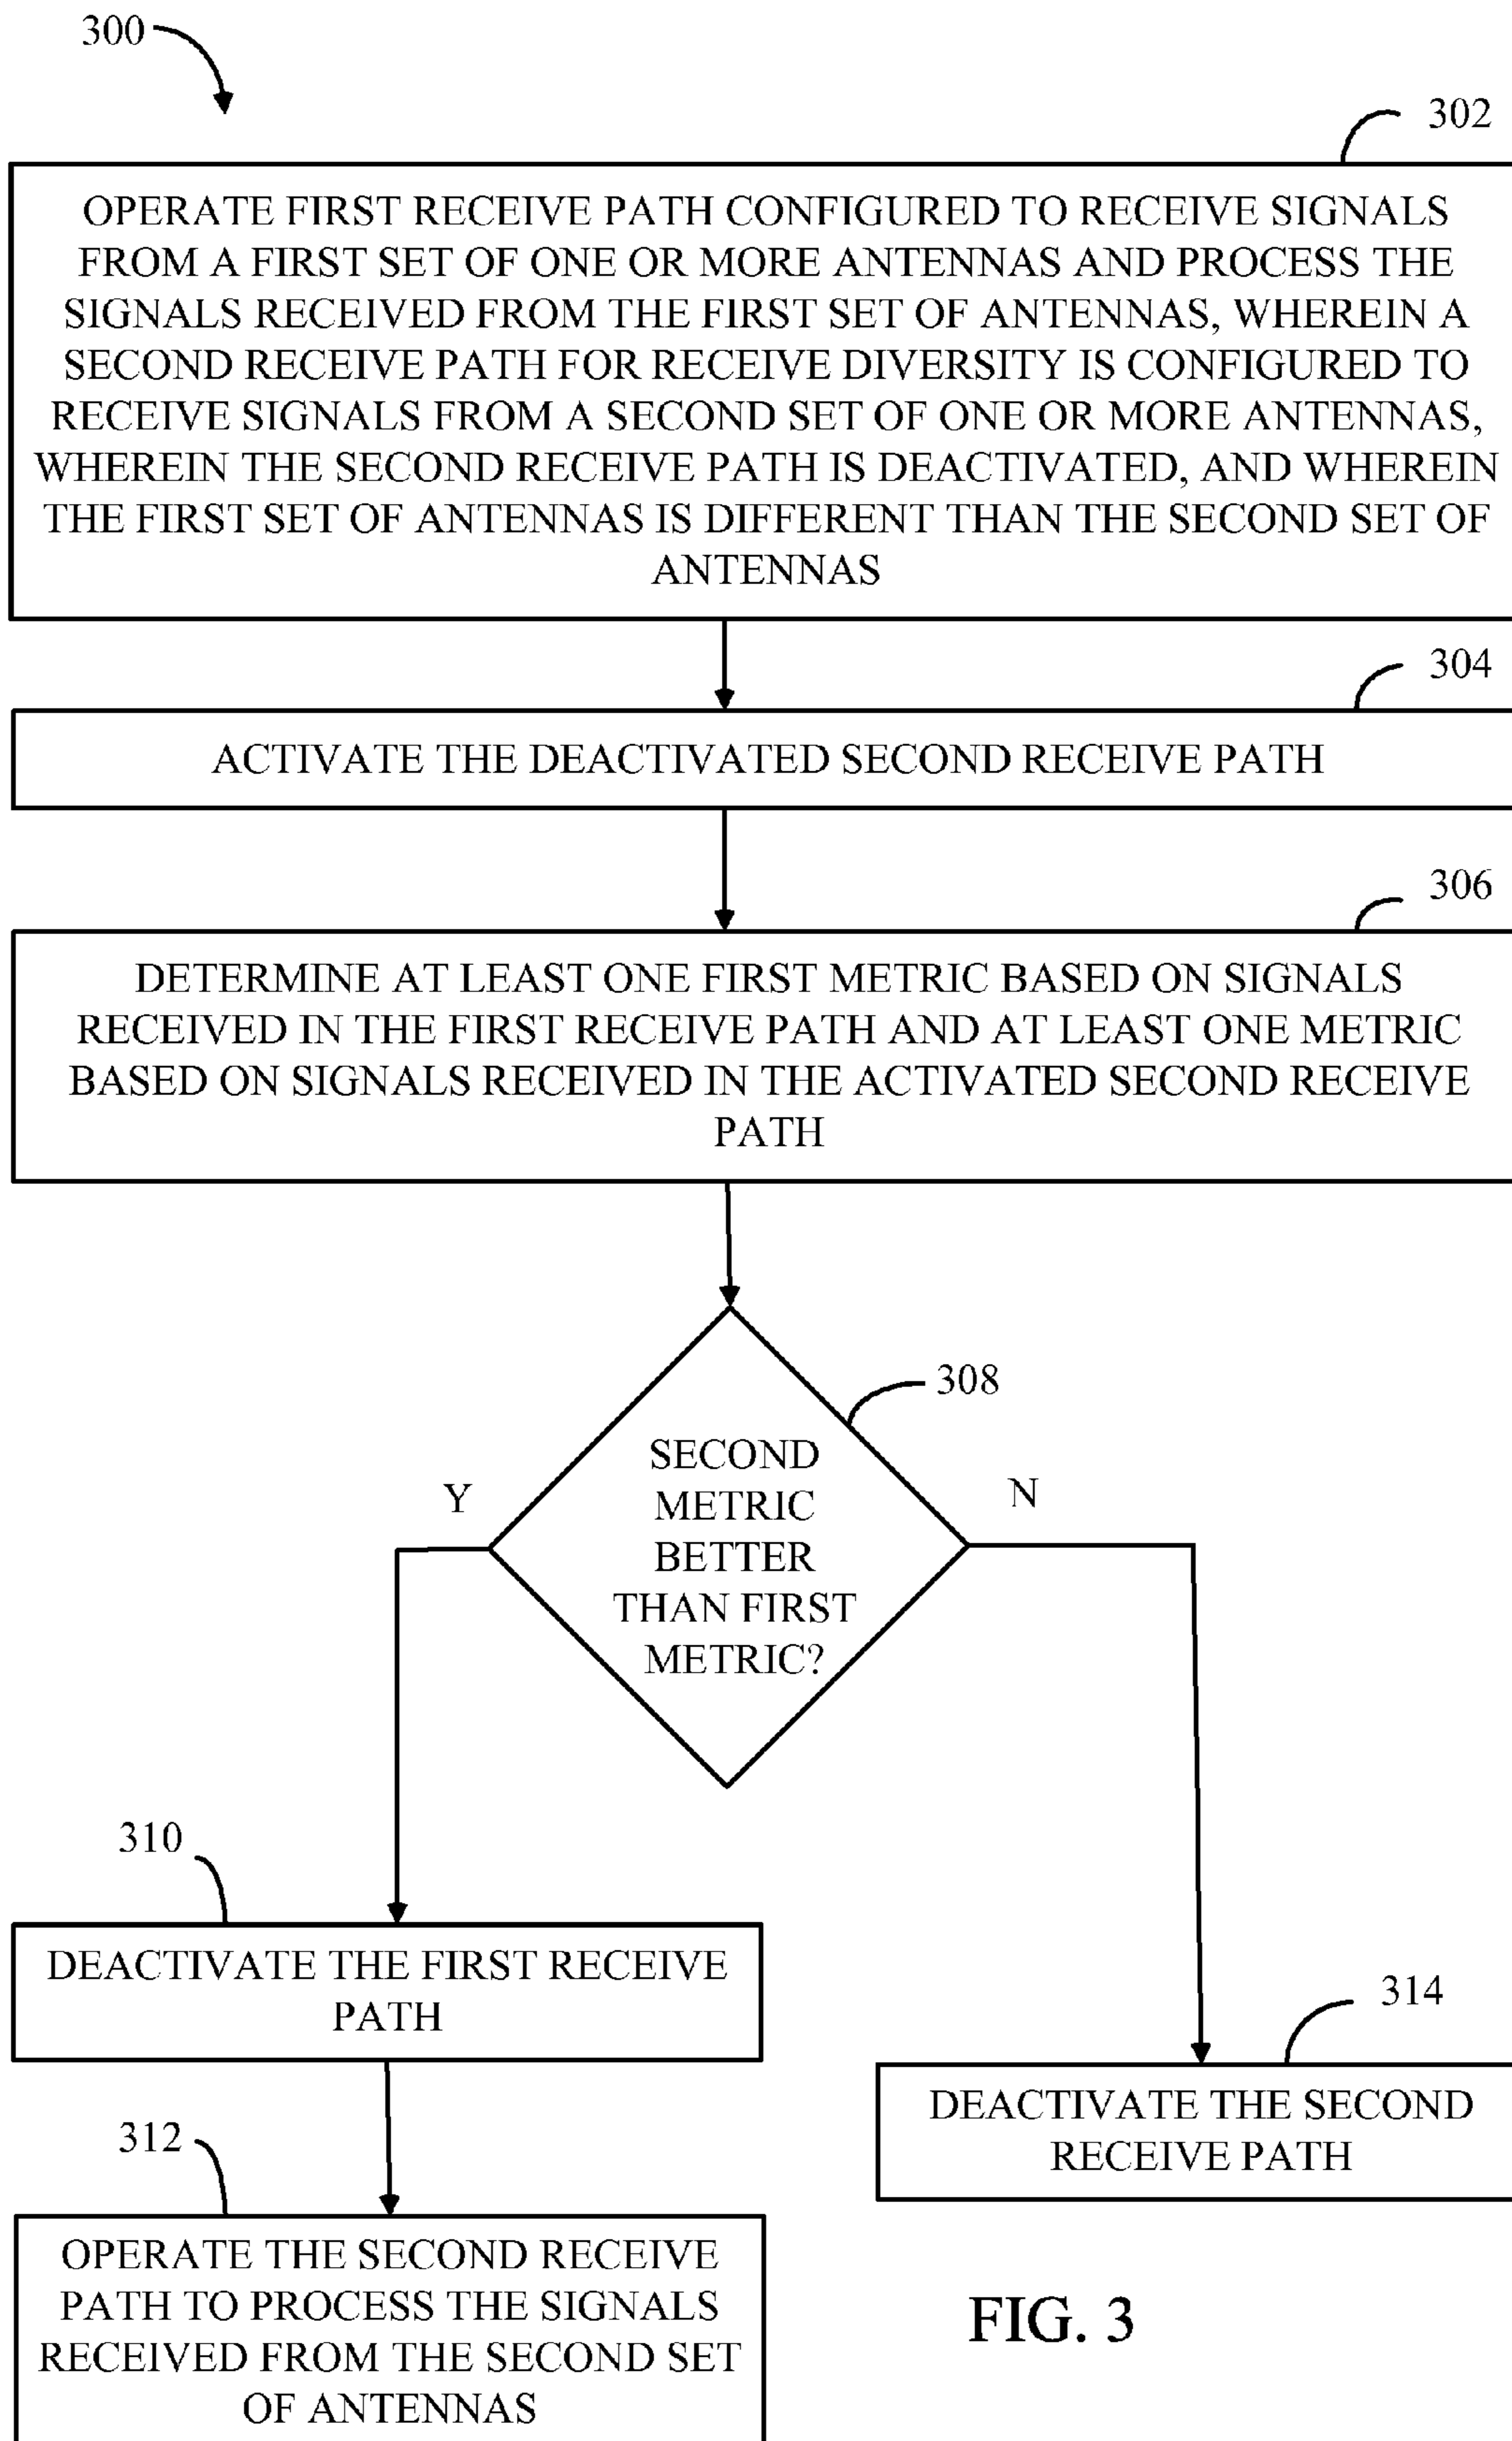 300
302
OPERATE FIRST RECEIVE PATH CONFIGURED TO RECEIVE SIGNALS
FROM A FIRST SET OF ONE OR MORE ANTENNAS AND PROCESS THE
SIGNALS RECEIVED FROM THE FIRST SET OF ANTENNAS, WHEREIN A
SECOND RECEIVE PATH FOR RECEIVE DIVERSITY IS CONFIGURED TO
RECEIVE SIGNALS FROM A SECOND SET OF ONE OR MORE ANTENNAS,
WHEREIN THE SECOND RECEIVE PATH IS DEACTIVATED, AND WHEREIN
THE FIRST SET OF ANTENNAS IS DIFFERENT THAN THE SECOND SET OF
ANTENNAS
304
ACTIVATE THE DEACTIVATED SECOND RECEIVE PATH
306
DETERMINE AT LEAST ONE FIRST METRIC BASED ON SIGNALS
RECEIVED IN THE FIRST RECEIVE PATH AND AT LEAST ONE METRIC
BASED ON SIGNALS RECEIVED IN THE ACTIVATED SECOND RECEIVE
PATH
308
SECOND
METRIC
BETTER
THAN FIRST
METRIC?
Y
N
310
DEACTIVATE THE FIRST RECEIVE
PATH
314
DEACTIVATE THE SECOND
RECEIVE PATH
312
OPERATE THE SECOND RECEIVE
PATH TO PROCESS THE SIGNALS
RECEIVED FROM THE SECOND SET
OF ANTENNAS
FIG. 3